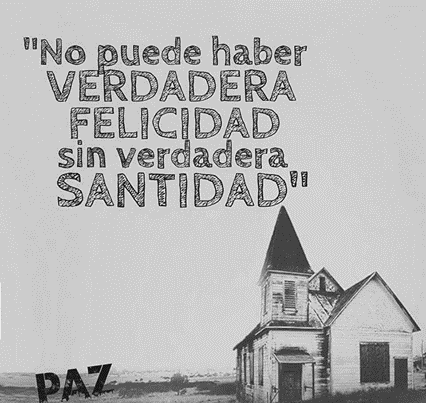 "No puede haber
VERDADERA
FELICIDAD
sin verdadera
SANTIDAD"
PAZ